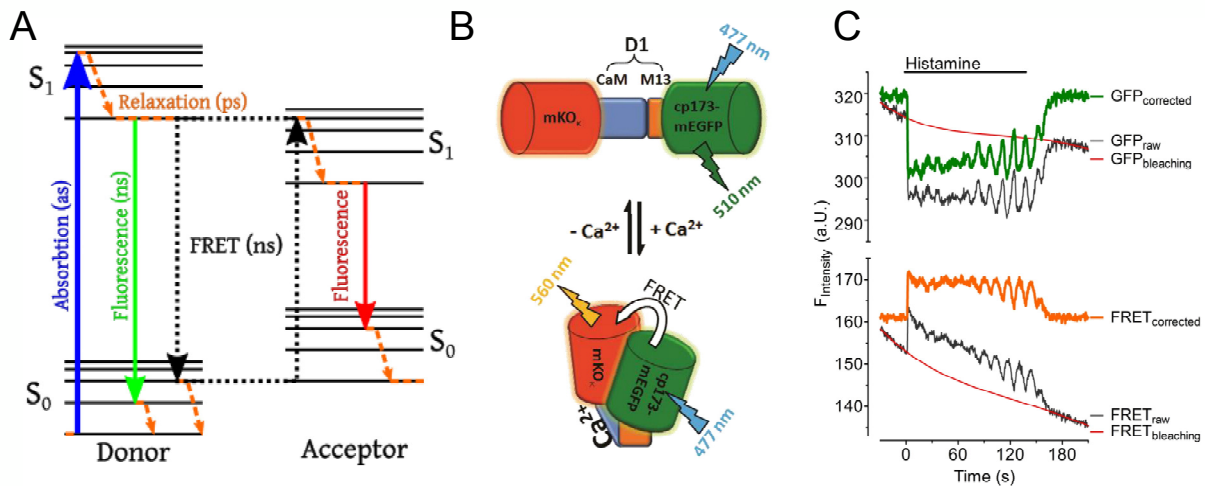 A
S1
Relaxation (ps)
Absorbtion (as)
Fluorescence (ns)
FRET (ns)
S1
Fluorescence
S0
S0
Donor
Acceptor
B
477 nm
D1
CaM M13
mKOκ
cp173-
mEGFP
510 nm
- Ca2+
+ Ca2+
560 nm
FRET
mKOκ
cp173-
mEGFP
Ca2+
477 nm
C
Histamine
320
310
300
290
170
160
150
140
FIntensity (a.U.)
GFPcorrected
GFPraw
GFPbleaching
FRETcorrected
FRETraw
FRETbleaching
0 60 120 180
Time (s)